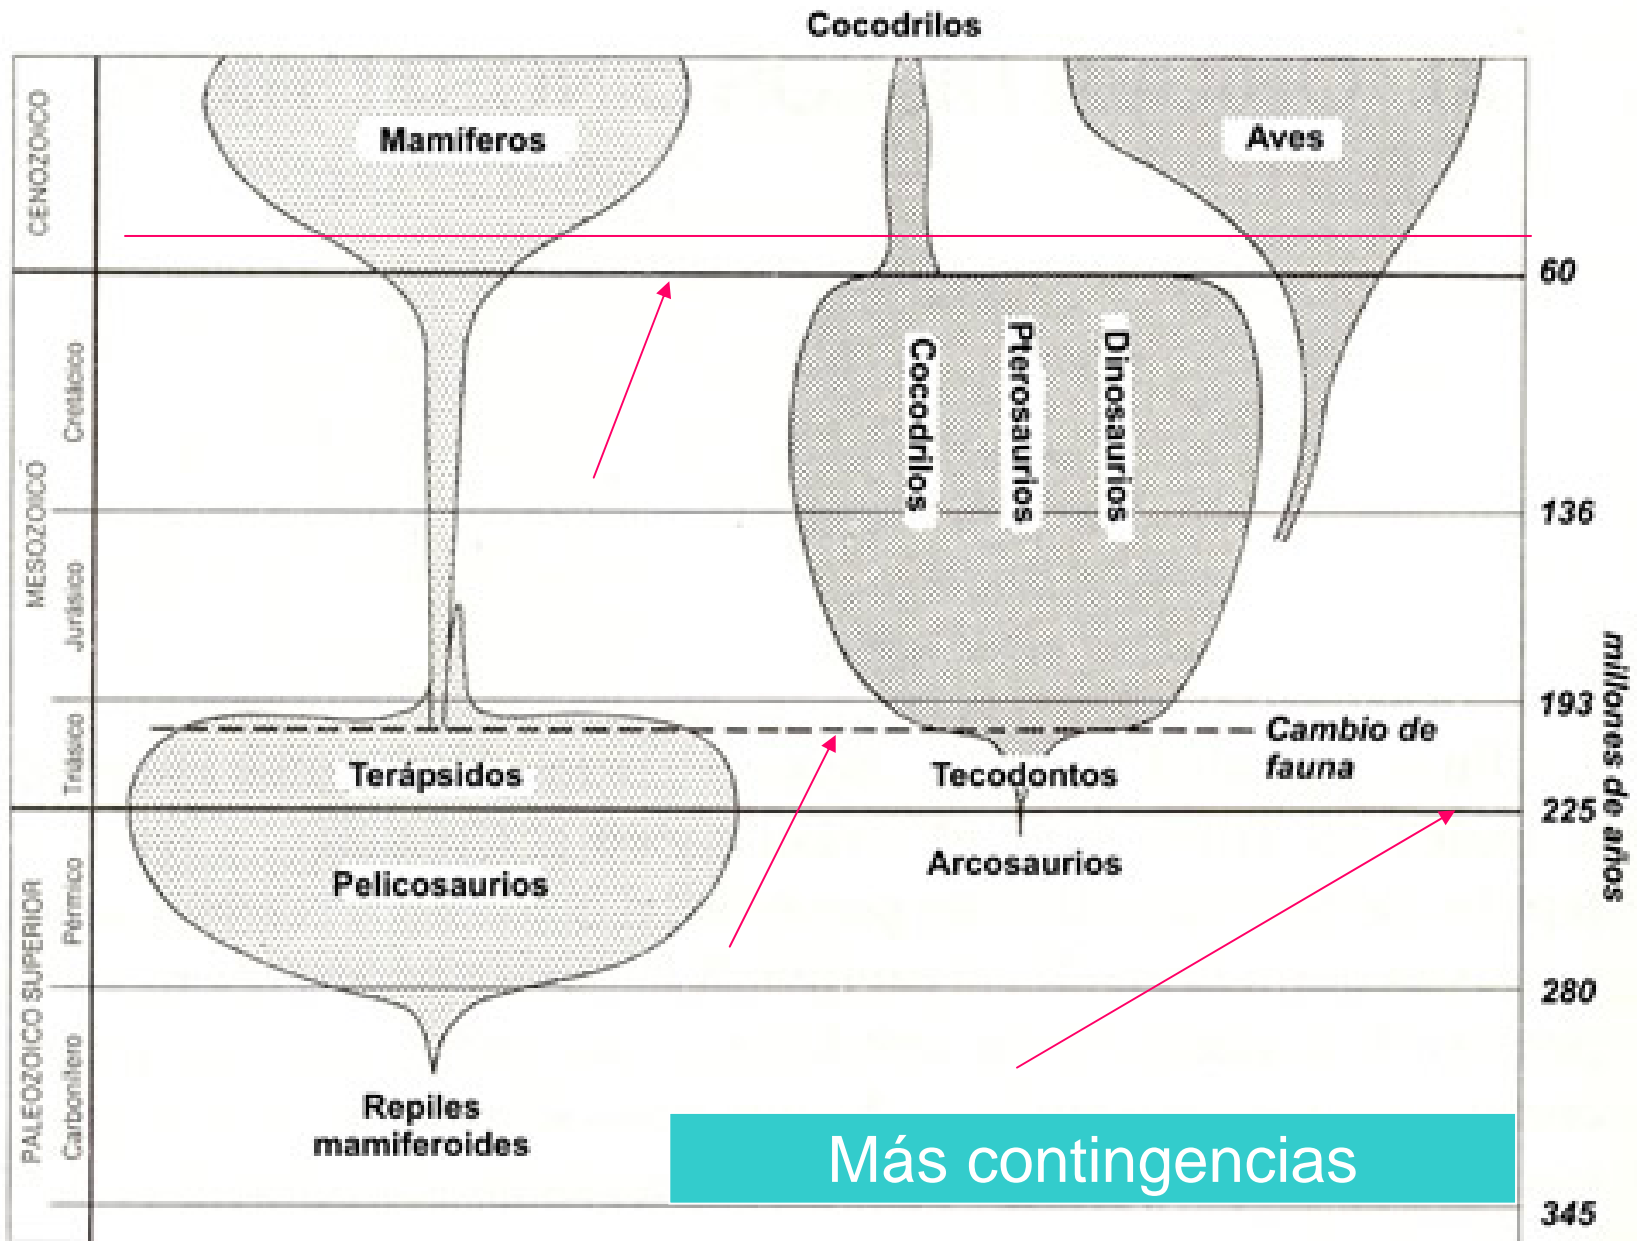 Cocodrilos
CENOZOICO
Mamíferos
Aves
60
MESOZOICO
Cretácico
Cocodrilos
Pterosaurios
Dinosaurios
136
Jurásico
193
Triásico
Cambio de
fauna
Terápsidos
Tecodontos
225
millones de años
PALEOZOICO SUPERIOR
Pérmico
Pelicosaurios
Arcosaurios
280
Carbonífero
Repiles
mamiferoides
Más contingencias
345